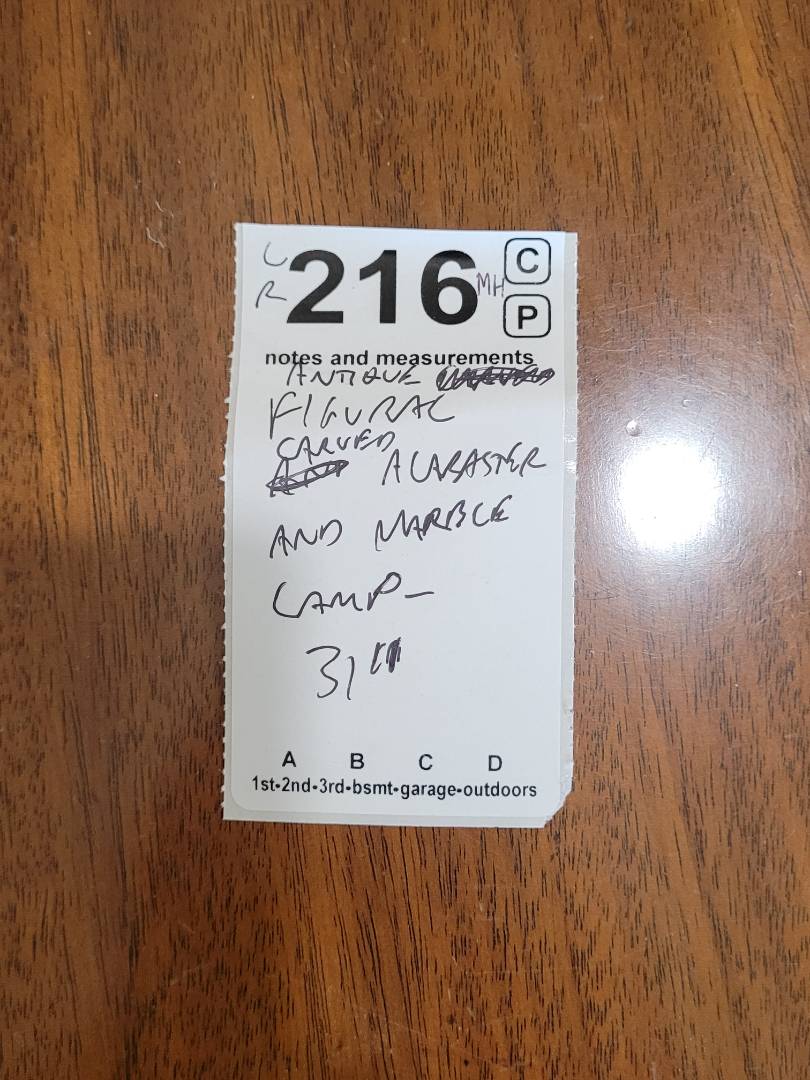 LR 216 MH C P
notes and measurements
ANTIQUE
FIGURAL
CARVED
ALABASTER
AND MARBLE
LAMP-
31"
A B C D
1st-2nd-3rd-bsmt-garage-outdoors